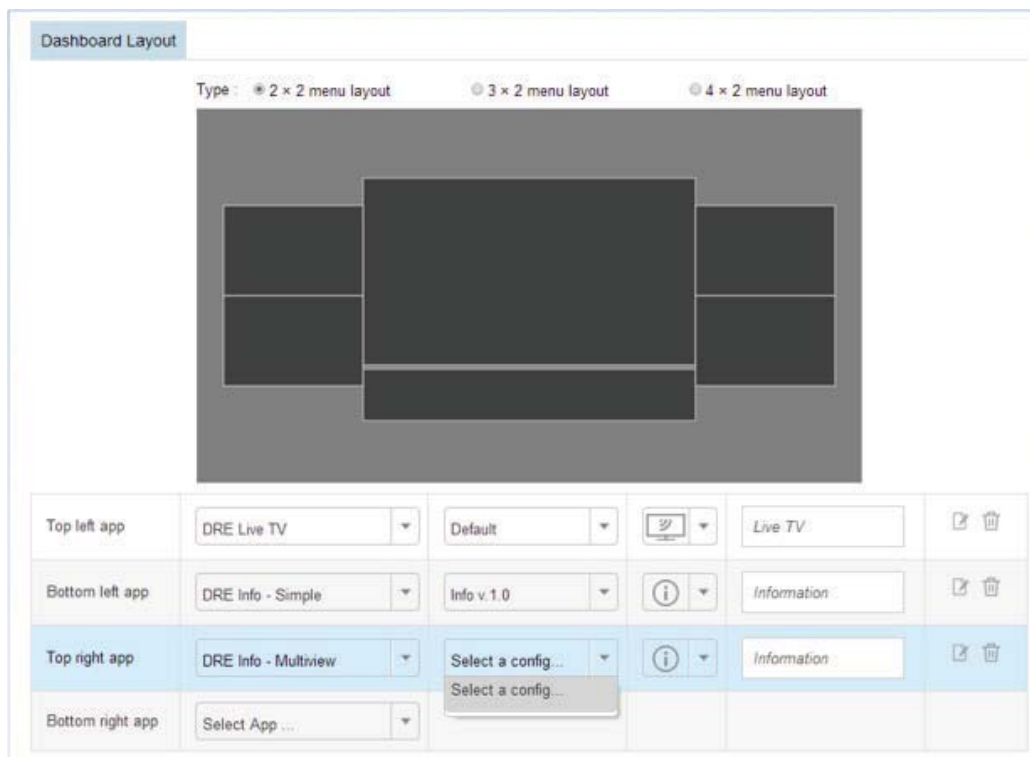 Dashboard Layout
Type : 2 × 2 menu layout 3 × 2 menu layout 4 × 2 menu layout
Top left app DRE Live TV Default Live TV
Bottom left app DRE Info - Simple Info v.1.0 Information
Top right app DRE Info - Multiview Select a config... Information
Select a config...
Bottom right app Select App ...